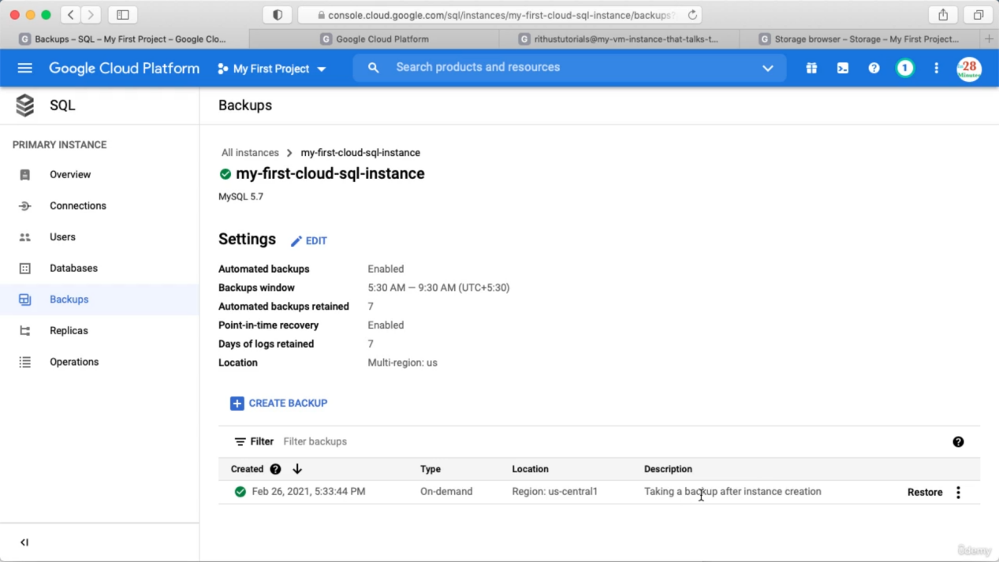 console.cloud.google.com/sql/instances/my-first-cloud-sql-instance/backups?
Backups – SQL – My First Project – Google Clo...
Google Cloud Platform
rithustutorials@my-vm-instance-that-talks-t...
Storage browser – Storage – My First Project...
Google Cloud Platform
My First Project
Search products and resources
1
28
Minutes
SQL
Backups
PRIMARY INSTANCE
Overview
Connections
Users
Databases
Backups
Replicas
Operations
All instances > my-first-cloud-sql-instance
my-first-cloud-sql-instance
MySQL 5.7
Settings EDIT
Automated backups Enabled
Backups window 5:30 AM — 9:30 AM (UTC+5:30)
Automated backups retained 7
Point-in-time recovery Enabled
Days of logs retained 7
Location Multi-region: us
CREATE BACKUP
Filter Filter backups
Created Type Location Description
Feb 26, 2021, 5:33:44 PM On-demand Region: us-central1 Taking a backup after instance creation Restore
ûdemy